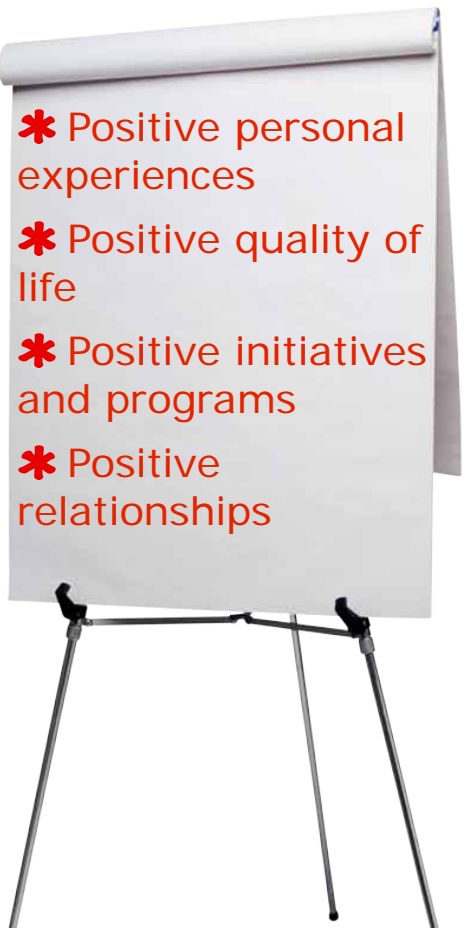 ✱ Positive personal
experiences
✱ Positive quality of
life
✱ Positive initiatives
and programs
✱ Positive
relationships